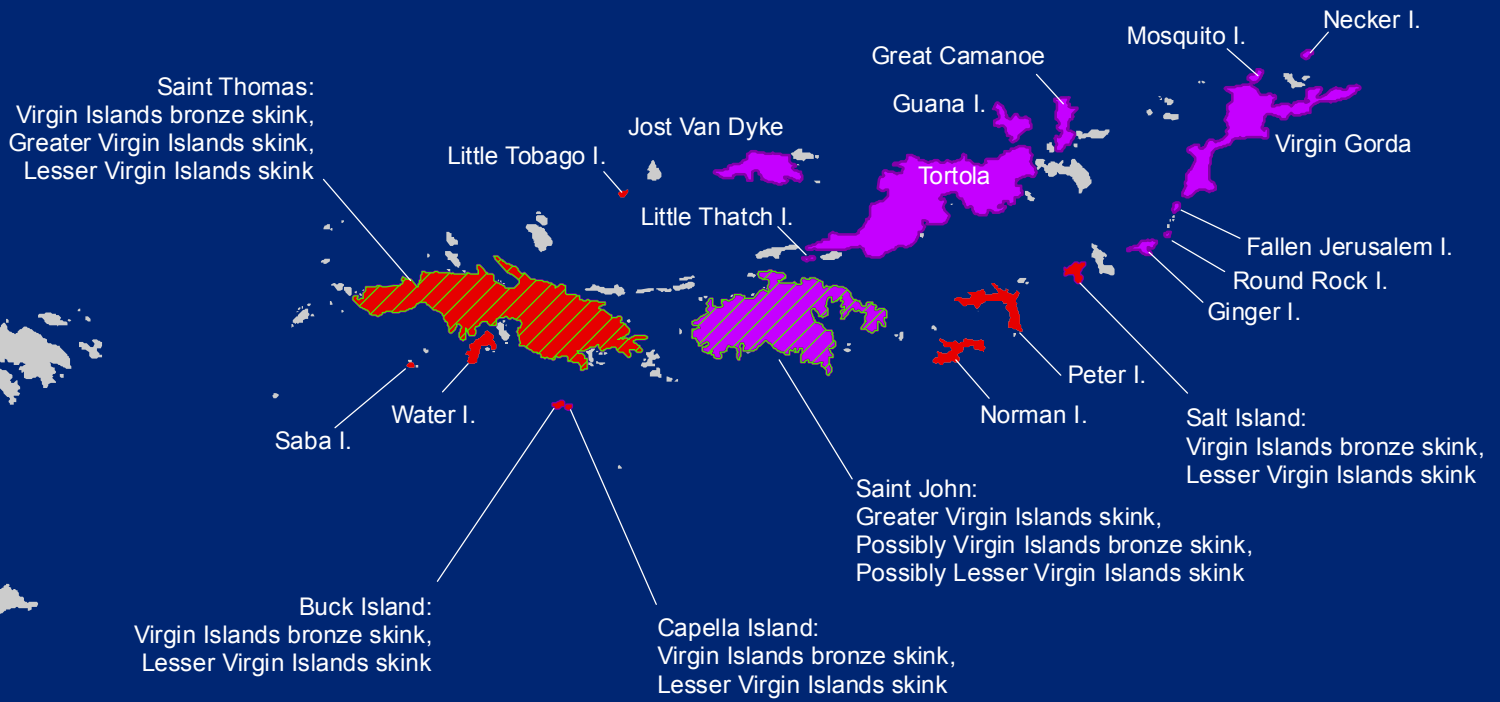 Necker I.
Mosquito I.
Great Camanoe
Saint Thomas:
Virgin Islands bronze skink,
Greater Virgin Islands skink,
Lesser Virgin Islands skink
Guana I.
Jost Van Dyke
Virgin Gorda
Little Tobago I.
Tortola
Little Thatch I.
Fallen Jerusalem I.
Round Rock I.
Ginger I.
Peter I.
Norman I.
Water I.
Saba I.
Salt Island:
Virgin Islands bronze skink,
Lesser Virgin Islands skink
Saint John:
Greater Virgin Islands skink,
Possibly Virgin Islands bronze skink,
Possibly Lesser Virgin Islands skink
Buck Island:
Virgin Islands bronze skink,
Lesser Virgin Islands skink
Capella Island:
Virgin Islands bronze skink,
Lesser Virgin Islands skink